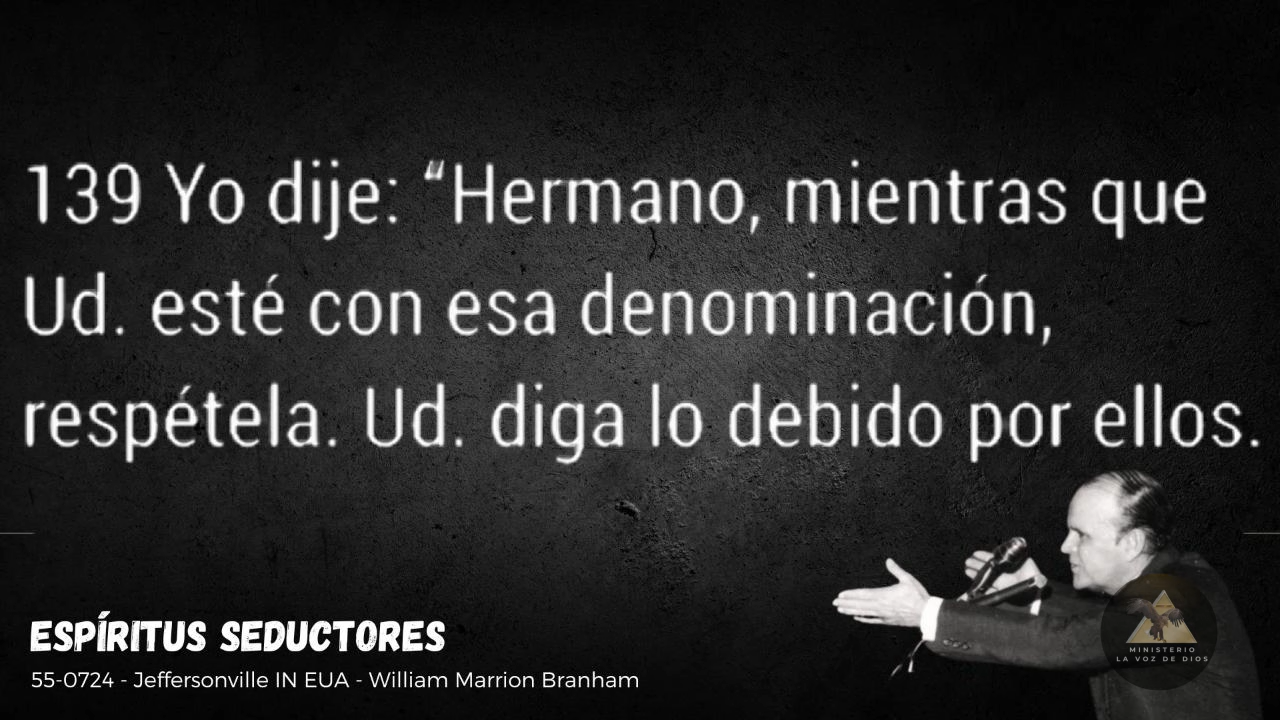 139 Yo dije: “Hermano, mientras que
Ud. esté con esa denominación,
respétela. Ud. diga lo debido por ellos.
ESPÍRITUS SEDUCTORES
55-0724 - Jeffersonville IN EUA - William Marrion Branham
MINISTERIO
LA VOZ DE DIOS